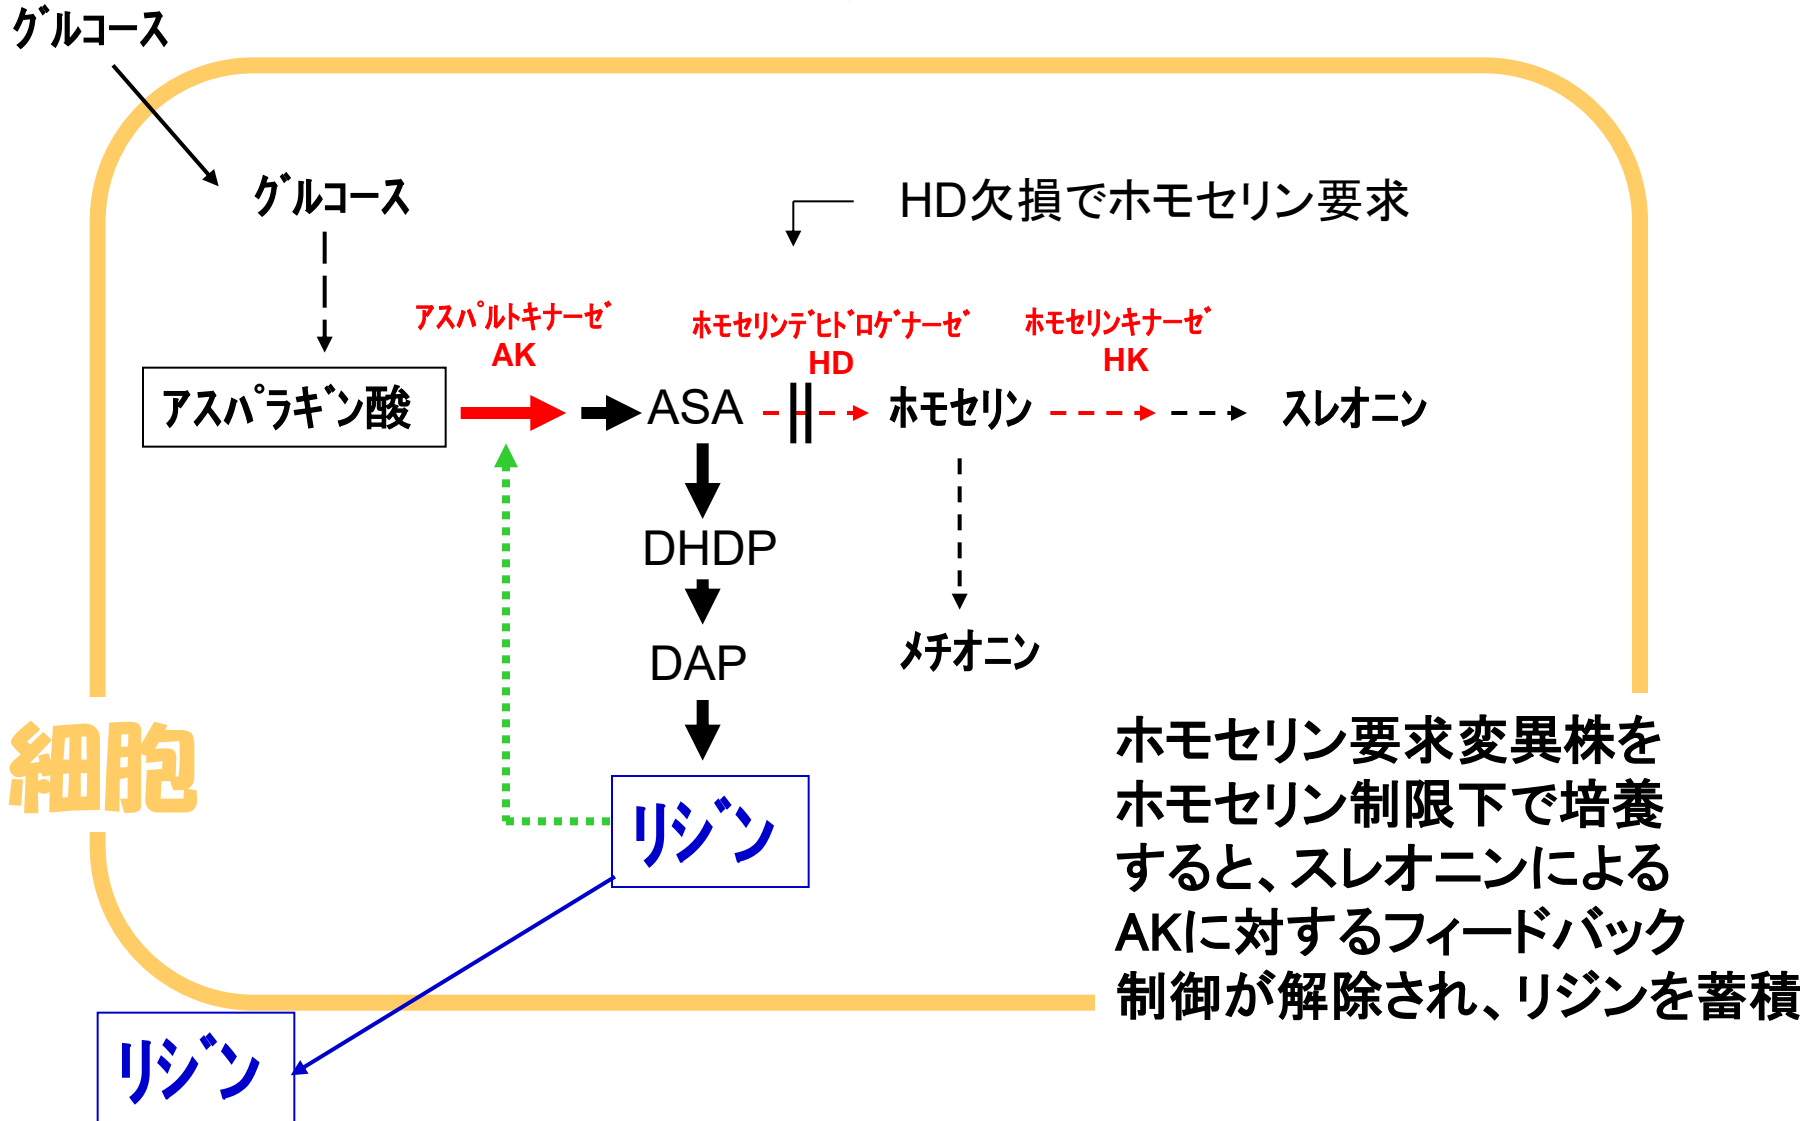 ｸﾞﾙｺｰｽ
ｸﾞﾙｺｰｽ
HD欠損でホモセリン要求
ｱｽﾊﾟﾙﾄｷﾅｰｾﾞ
AK
ﾎﾓｾﾘﾝﾃﾞﾋﾄﾞﾛｹﾞﾅｰｾﾞ
HD
ﾎﾓｾﾘﾝｷﾅｰｾﾞ
HK
ｱｽﾊﾟﾗｷﾞﾝ酸
ASA
ﾎﾓｾﾘﾝ
ｽﾚｵﾆﾝ
DHDP
DAP
ﾒﾁｵﾆﾝ
細胞
ﾘｼﾞﾝ
ホモセリン要求変異株を
ホモセリン制限下で培養
すると、スレオニンによる
AKに対するフィードバック
制御が解除され、リジンを蓄積
ﾘｼﾞﾝ